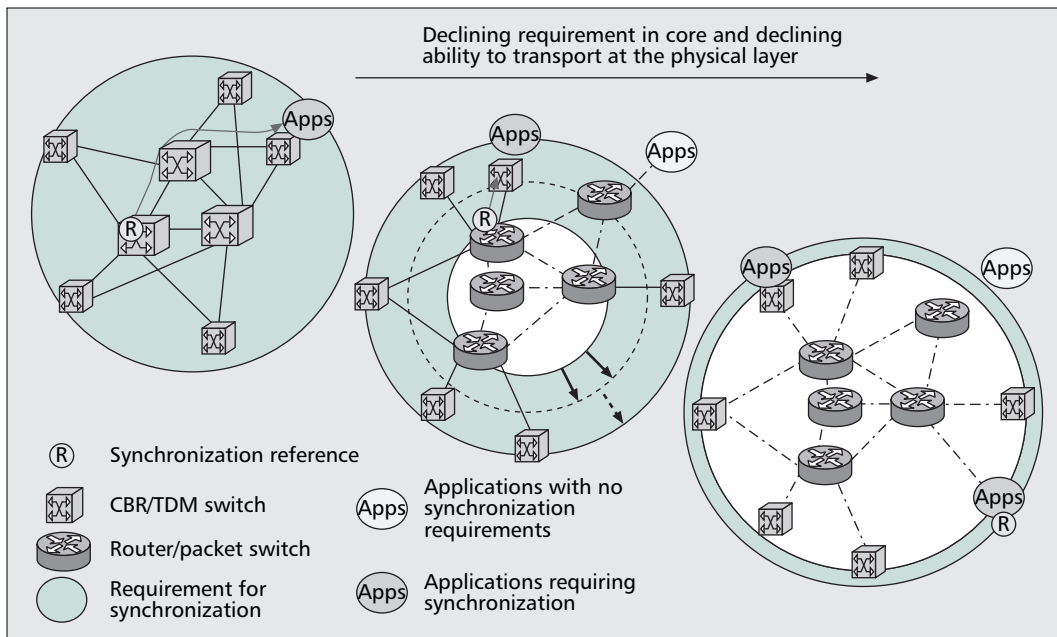 Declining requirement in core and declining
ability to transport at the physical layer
Apps
R
Apps
Apps
R
Apps
Apps
Apps
R
R
Synchronization reference
CBR/TDM switch
Router/packet switch
Requirement for
synchronization
Apps
Applications with no
synchronization
requirements
Apps
Applications requiring
synchronization